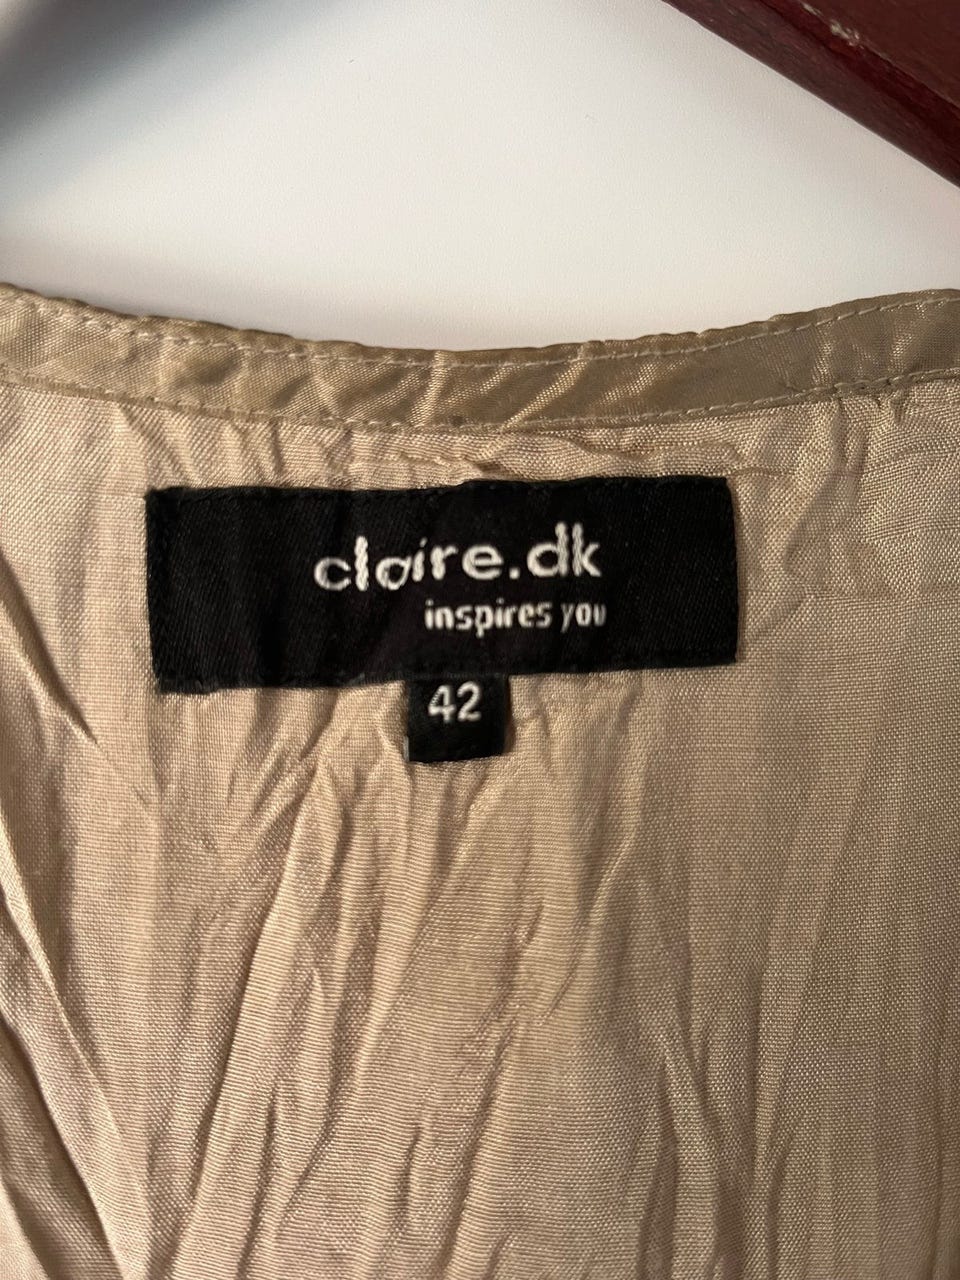 claire.dk
inspires you
42